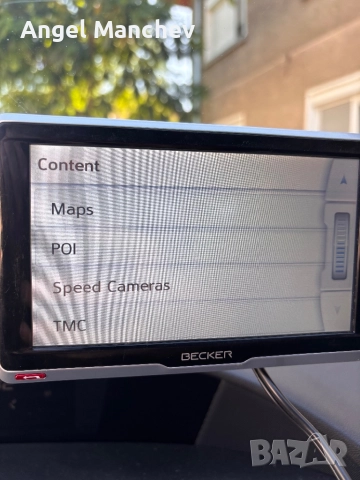 Angel Manchev
Content
Maps
POI
Speed Cameras
TMC
BECKER
BAZAR